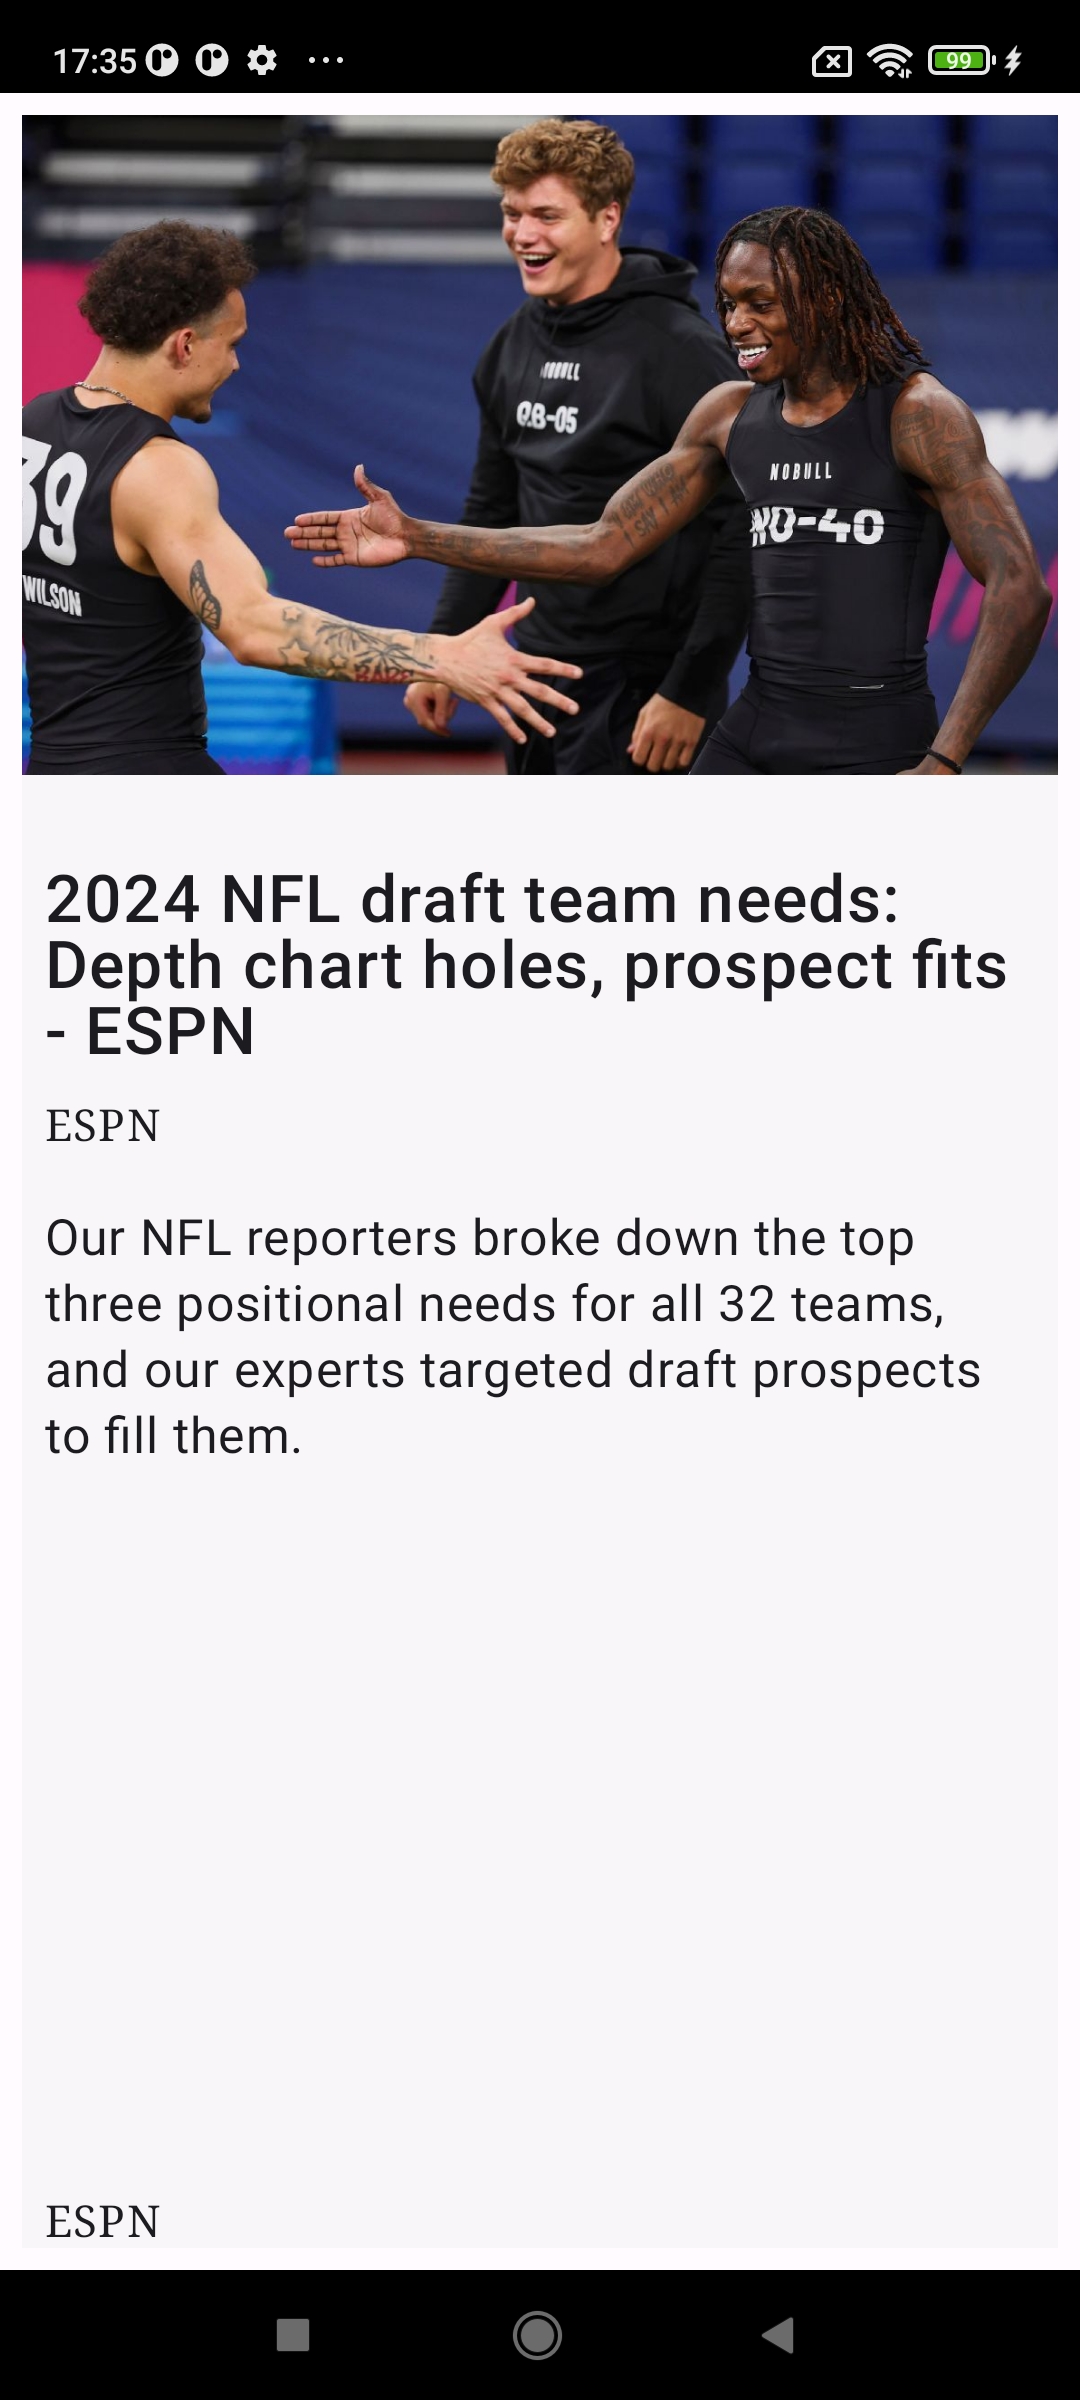 17:35
99
NOBULL
QB-05
NOBULL
WO-40
39
WILSON
BABE
2024 NFL draft team needs:
Depth chart holes, prospect fits
- ESPN
ESPN
Our NFL reporters broke down the top
three positional needs for all 32 teams,
and our experts targeted draft prospects
to fill them.
ESPN